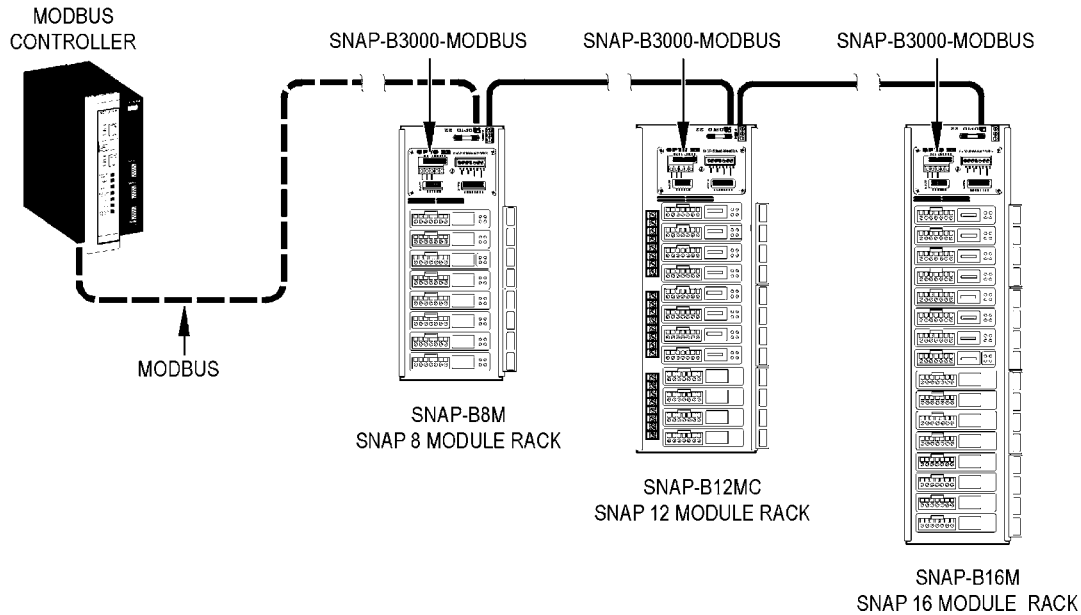 MODBUS
CONTROLLER
SNAP-B3000-MODBUS
SNAP-B3000-MODBUS
SNAP-B3000-MODBUS
MODBUS
SNAP-B8M
SNAP 8 MODULE RACK
SNAP-B12MC
SNAP 12 MODULE RACK
SNAP-B16M
SNAP 16 MODULE RACK